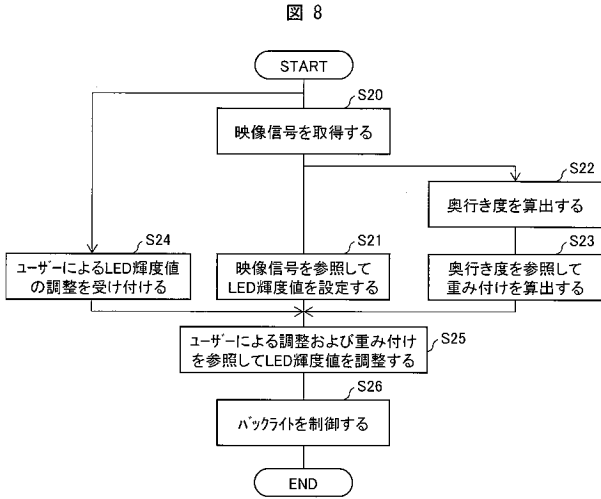 図 8
START
S20
映像信号を取得する
S22
奥行き度を算出する
S24
ユーザーによるLED輝度値
の調整を受け付ける
S21
映像信号を参照して
LED輝度値を設定する
S23
奥行き度を参照して
重み付けを算出する
S25
ユーザーによる調整および重み付け
を参照してLED輝度値を調整する
S26
バックライトを制御する
END